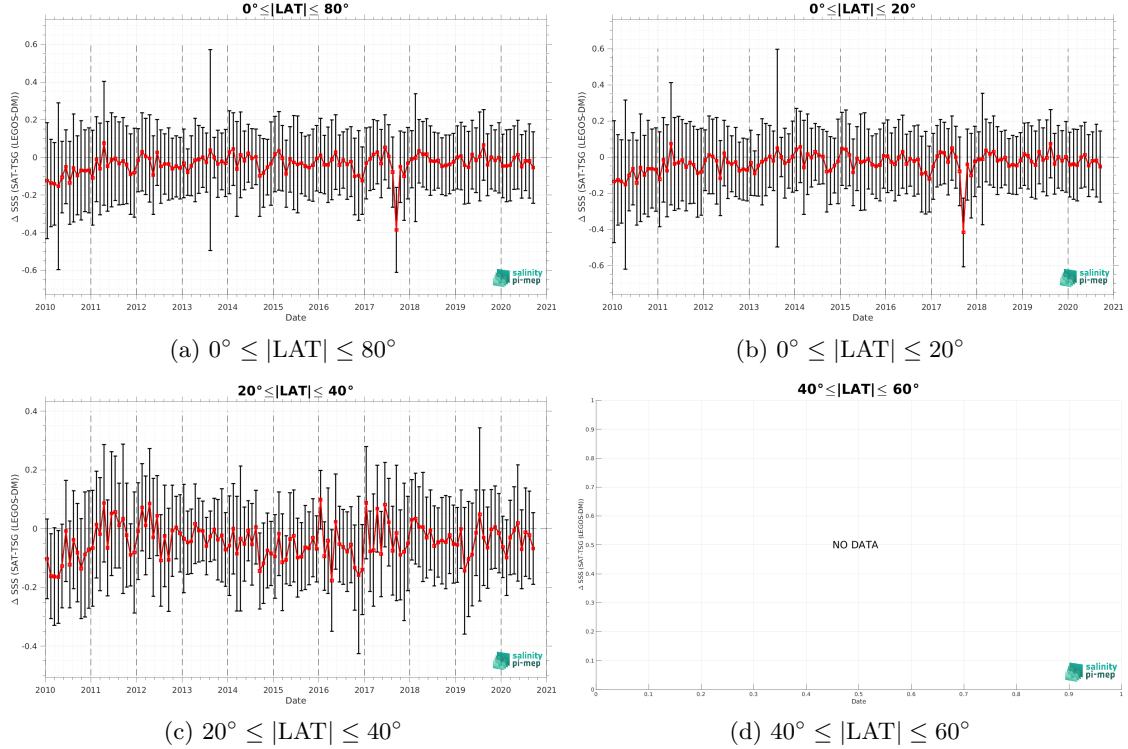 0°≤|LAT|≤ 80°
Δ SSS (SAT-TSG (LEGOS-DM))
0.6
0.4
0.2
0
-0.2
-0.4
-0.6
2010 2011 2012 2013 2014 2015 2016 2017 2018 2019 2020 2021
Date
salinity
pi-mep
(a) 0° ≤ |LAT| ≤ 80°
0°≤|LAT|≤ 20°
Δ SSS (SAT-TSG (LEGOS-DM))
0.6
0.4
0.2
0
-0.2
-0.4
-0.6
2010 2011 2012 2013 2014 2015 2016 2017 2018 2019 2020 2021
Date
salinity
pi-mep
(b) 0° ≤ |LAT| ≤ 20°
20°≤|LAT|≤ 40°
Δ SSS (SAT-TSG (LEGOS-DM))
0.4
0.2
0
-0.2
-0.4
2010 2011 2012 2013 2014 2015 2016 2017 2018 2019 2020 2021
Date
salinity
pi-mep
(c) 20° ≤ |LAT| ≤ 40°
40°≤|LAT|≤ 60°
Δ SSS (SAT-TSG (LEGOS-DM))
1
0.9
0.8
0.7
0.6
0.5
0.4
0.3
0.2
0.1
0
NO DATA
0 0.1 0.2 0.3 0.4 0.5 0.6 0.7 0.8 0.9 1
Date
salinity
pi-mep
(d) 40° ≤ |LAT| ≤ 60°